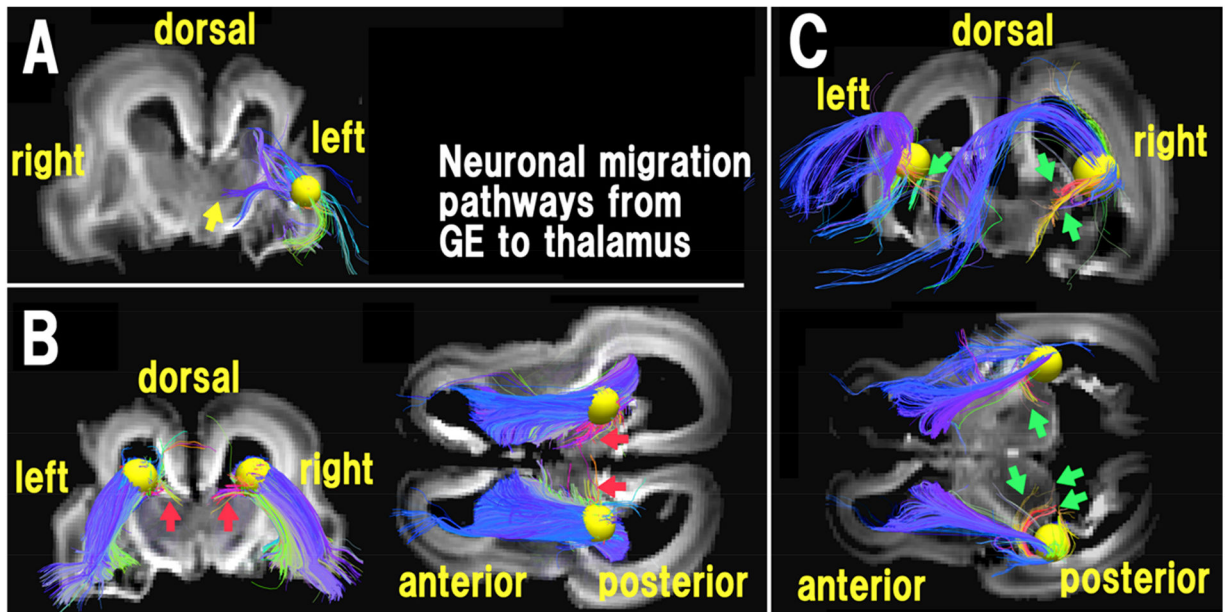 A
dorsal
right
left
Neuronal migration
pathways from
GE to thalamus
B
dorsal
left
right
anterior
posterior
C
dorsal
left
right
anterior
posterior